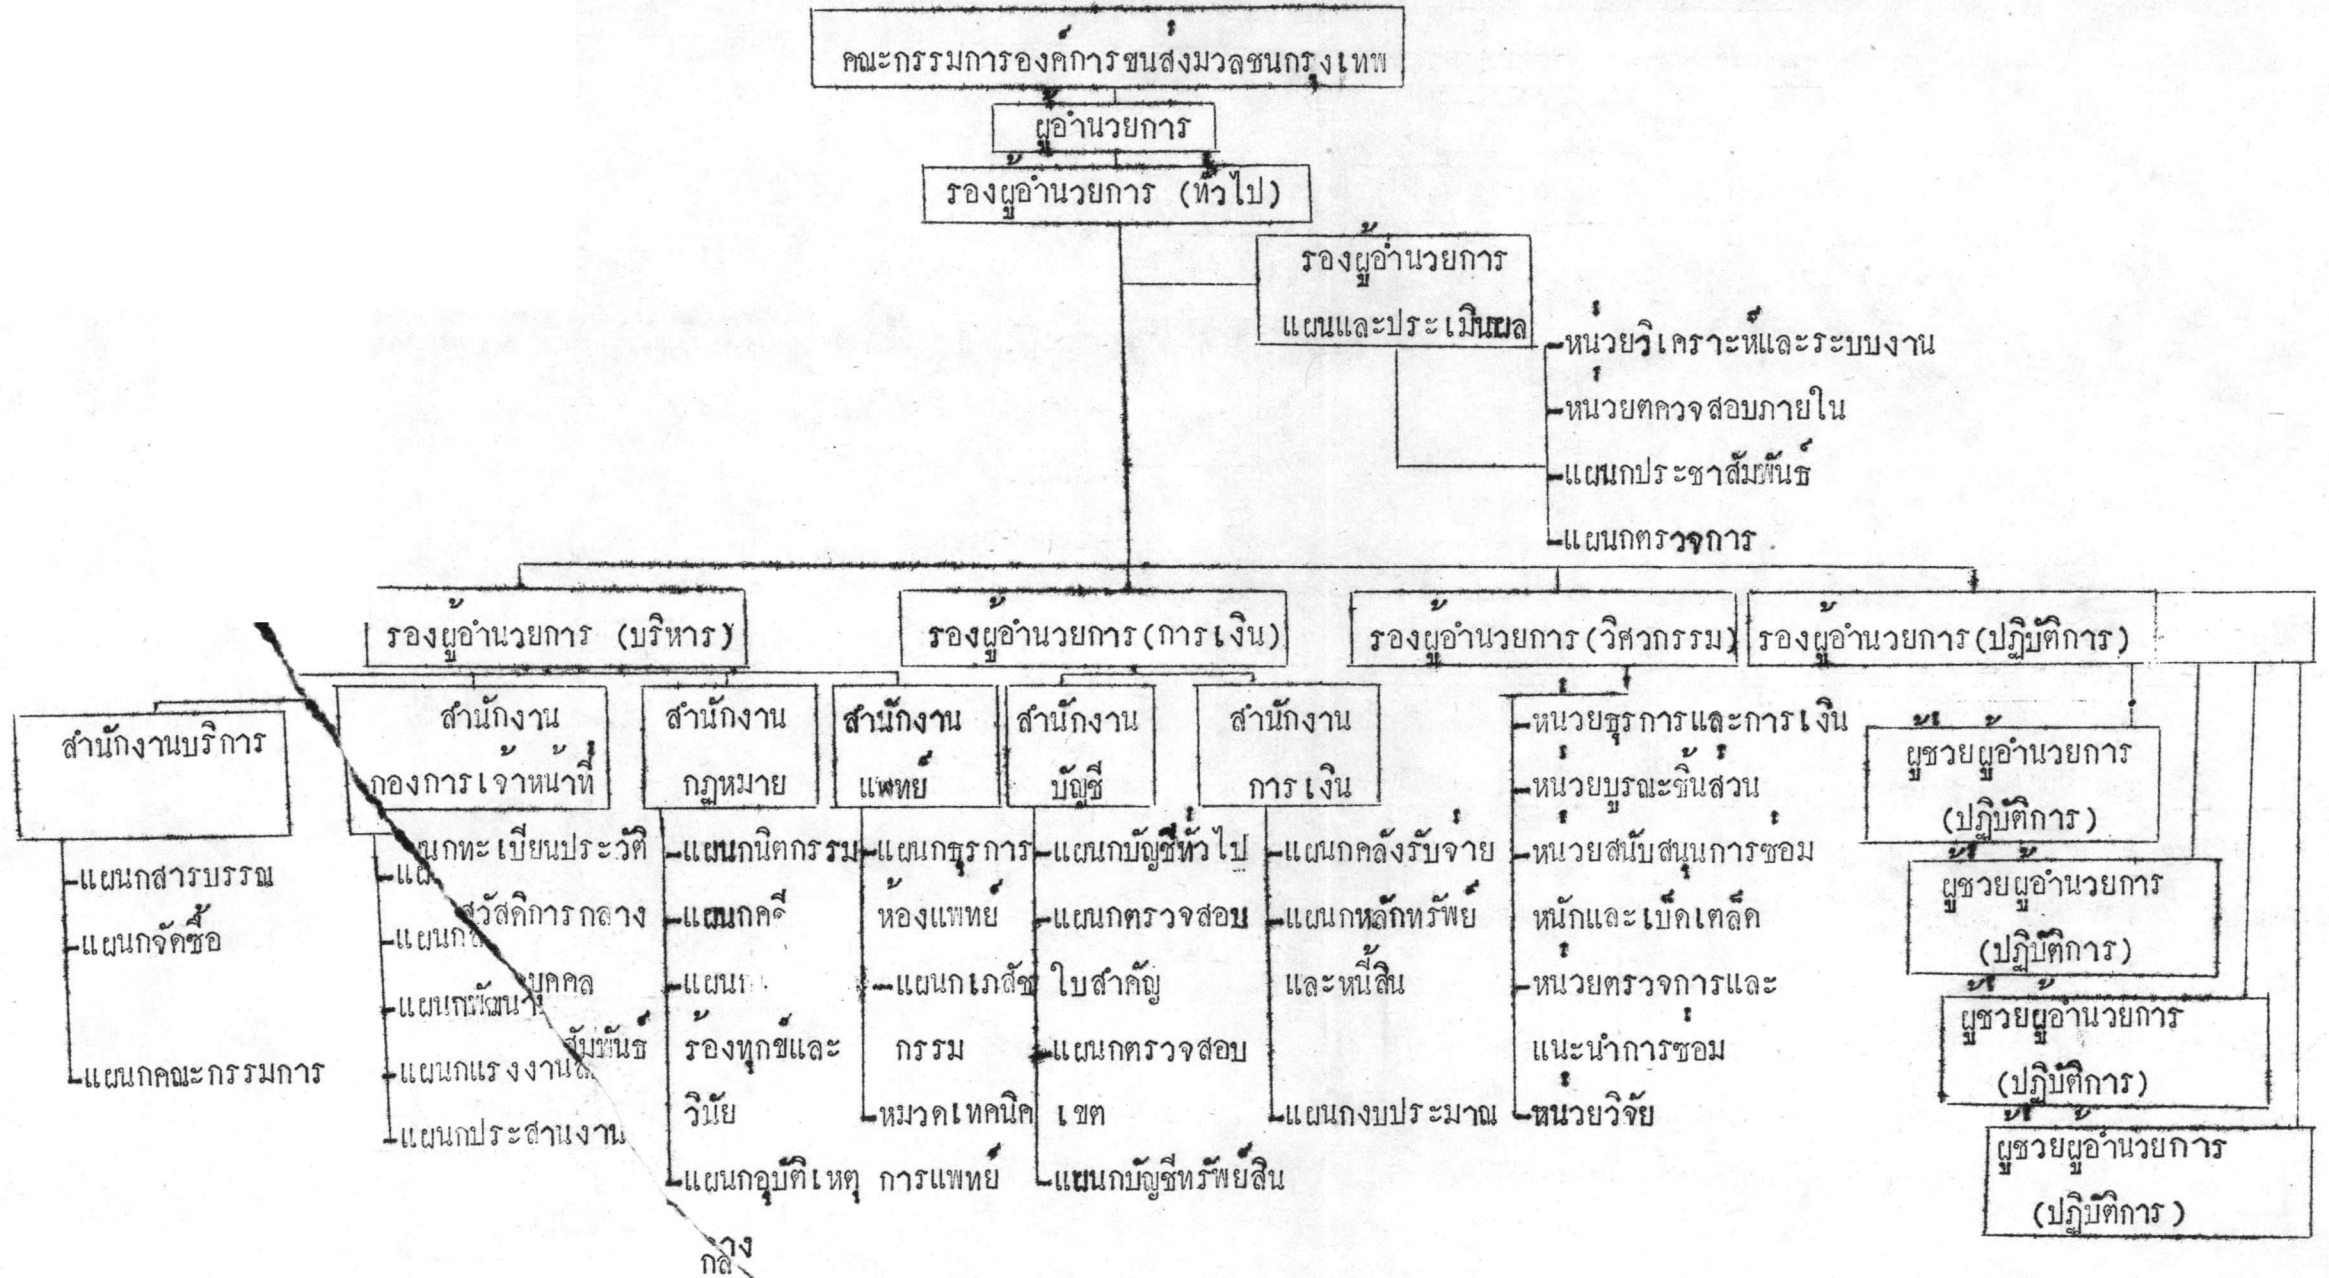 คณะกรรมการองค์การขนส่งมวลชนกรุงเทพ
ผู้อำนวยการ
รองผู้อำนวยการ (ทั่วไป)
รองผู้อำนวยการ
แผนและประเมินผล
หน่วยวิเคราะห์และระบบงาน
หน่วยตควจสอบภายใน
แผนกประชาสัมพันธ์
แผนกตรวจการ
รองผู้อำนวยการ (บริหาร)
รองผู้อำนวยการ(การเงิน)
รองผู้อำนวยการ(วิศวกรรม)
รองผู้อำนวยการ(ปฏิบัติการ)
สำนักงานบริการ
แผนกสารบรรณ
แผนกจัดซื้อ
แผนกคณะกรรมการ
สำนักงาน
กองการเจ้าหน้าที่
แผนกทะเบียนประวัติ
สวัสดิการกลาง
แผนกพัฒนาบุคคล
แผนกแรงงานสัมพันธ์
แผนกประสานงาน
สำนักงาน
กฎหมาย
แผนกนิตกรรม
แผนกคดี
แผนก
ร้องทุกข์และ
วินัย
แผนกอุบัติเหตุ
กลาง
สำนักงาน
แพทย์
แผนกธุรการ
ห้องแพทย์
แผนกเภสัช
กรรม
หมวดเทคนิค
การแพทย์
สำนักงาน
บัญชี
แผนกบัญชีทั่วไป
แผนกตรวจสอบ
ใบสำคัญ
แผนกตรวจสอบ
เขต
แผนกบัญชีทรัพย์สิน
สำนักงาน
การเงิน
แผนกคลังรับจ่าย
แผนกหลักทรัพย์
และหนี้สิน
แผนกงบประมาณ
หน่วยธุรการและการเงิน
หน่วยบูรณะชิ้นส่วน
หน่วยสนับสนุนการซ่อม
หนักและเบ็ดเตล็ด
หน่วยตรวจการและ
แนะนำการซ่อม
หน่วยวิจัย
ผู้ช่วยผู้อำนวยการ
(ปฏิบัติการ)
ผู้ช่วยผู้อำนวยการ
(ปฏิบัติการ)
ผู้ช่วยผู้อำนวยการ
(ปฏิบัติการ)
ผู้ช่วยผู้อำนวยการ
(ปฏิบัติการ)